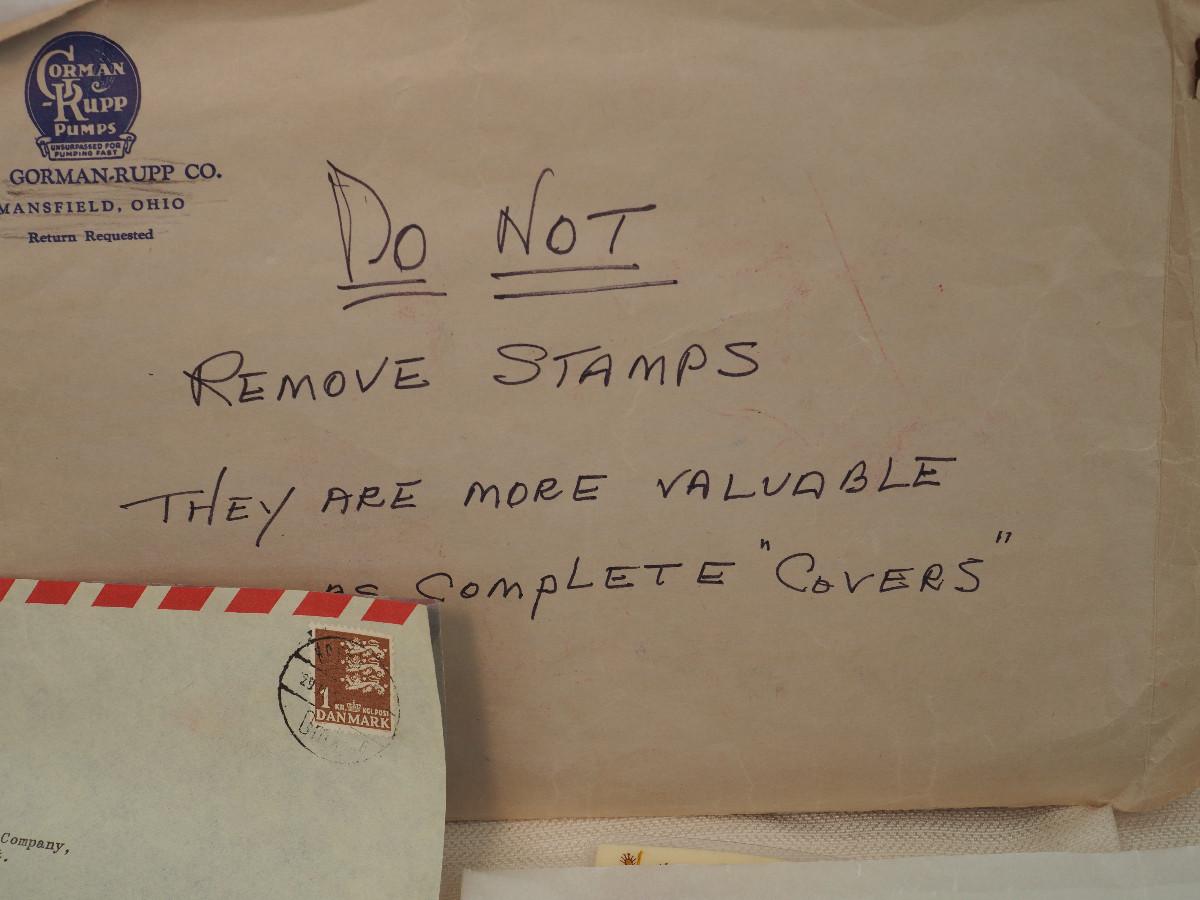 GORMAN
-RUPP
PUMPS
UNSURPASSED FOR
PUMPING FAST
GORMAN-RUPP CO.
MANSFIELD, OHIO
Return Requested
DO NOT
REMOVE STAMPS
THEY ARE MORE VALUABLE
AS COMPLETE "COVERS"
1 KR. KGL.POST
DANMARK
Company,